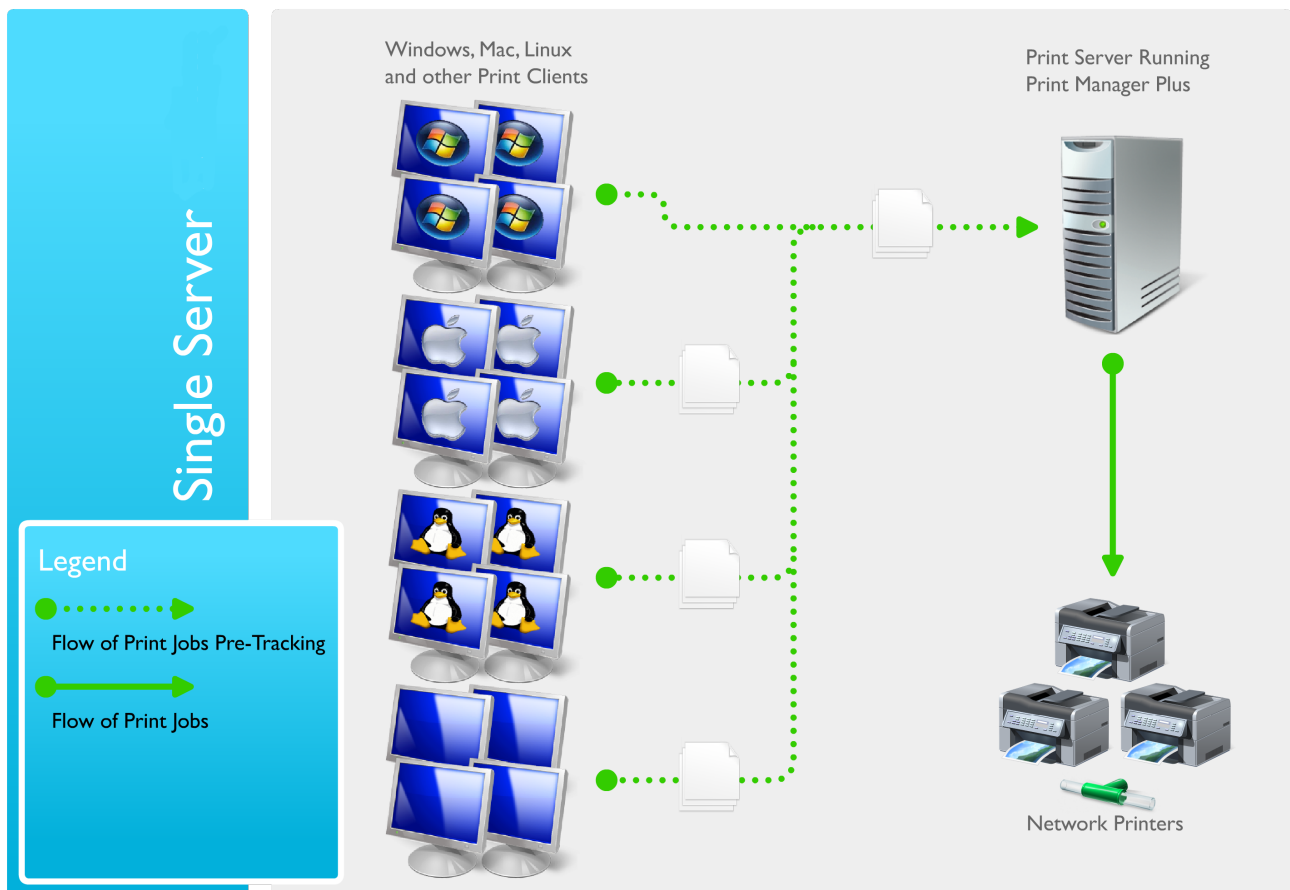 Single Server
Windows, Mac, Linux
and other Print Clients
Print Server Running
Print Manager Plus
Legend
Flow of Print Jobs Pre-Tracking
Flow of Print Jobs
Network Printers